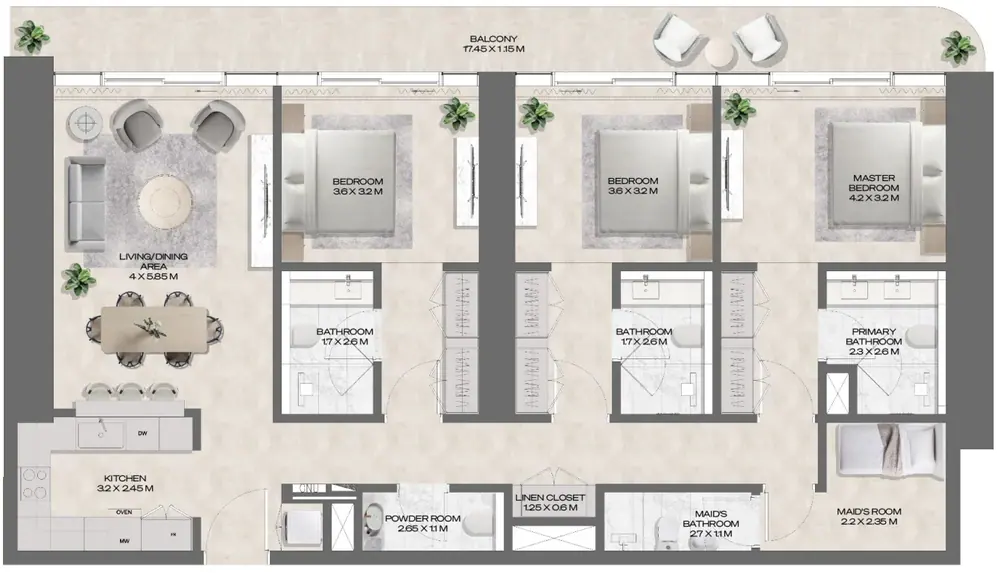 BALCONY
17.45 X 1.15 M
BEDROOM
3.6 X 3.2 M
BEDROOM
3.6 X 3.2 M
MASTER
BEDROOM
4.2 X 3.2 M
LIVING/DINING
AREA
4 X 5.85 M
BATHROOM
1.7 X 2.6 M
BATHROOM
1.7 X 2.6 M
PRIMARY
BATHROOM
2.3 X 2.6 M
DW
KITCHEN
3.2 X 2.45 M
OVEN
MW
POWDER ROOM
2.65 X 1.1 M
LINEN CLOSET
1.25 X 0.6 M
MAID'S
BATHROOM
2.7 X 1.1 M
MAID'S ROOM
2.2 X 2.35 M